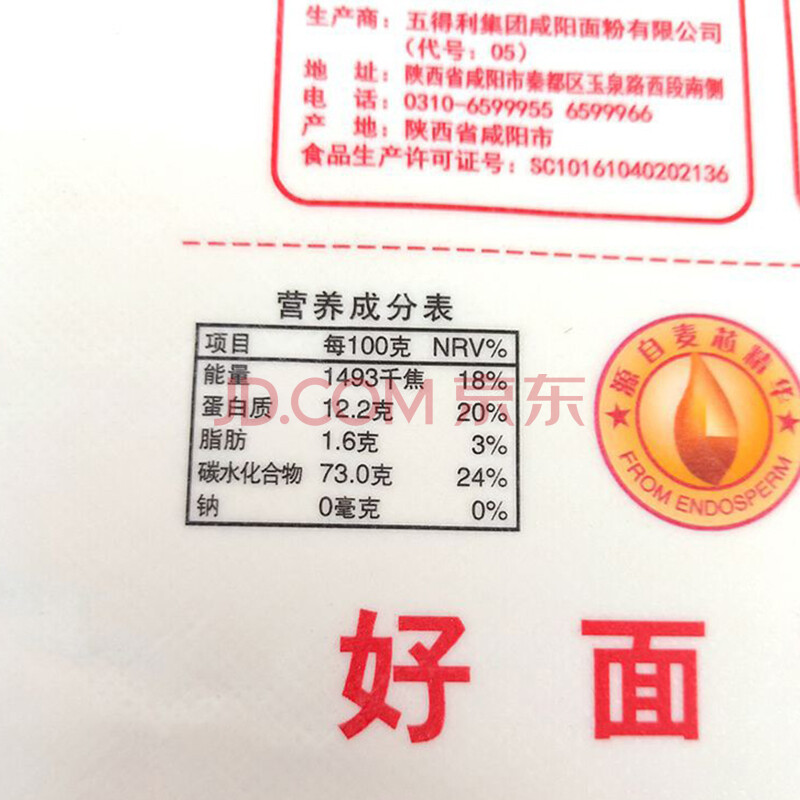 生产商：五得利集团咸阳面粉有限公司
（代号：05）
地 址：陕西省咸阳市秦都区玉泉路西段南侧
电 话：0310-6599955 6599966
产 地：陕西省咸阳市
食品生产许可证号：SC10161040202136
营养成分表
项目 每100克 NRV%
能量 1493千焦 18%
蛋白质 12.2克 20%
脂肪 1.6克 3%
碳水化合物 73.0克 24%
钠 0毫克 0%
JD.COM 京东
源自麦芯精华
FROM ENDOSPERM
好面